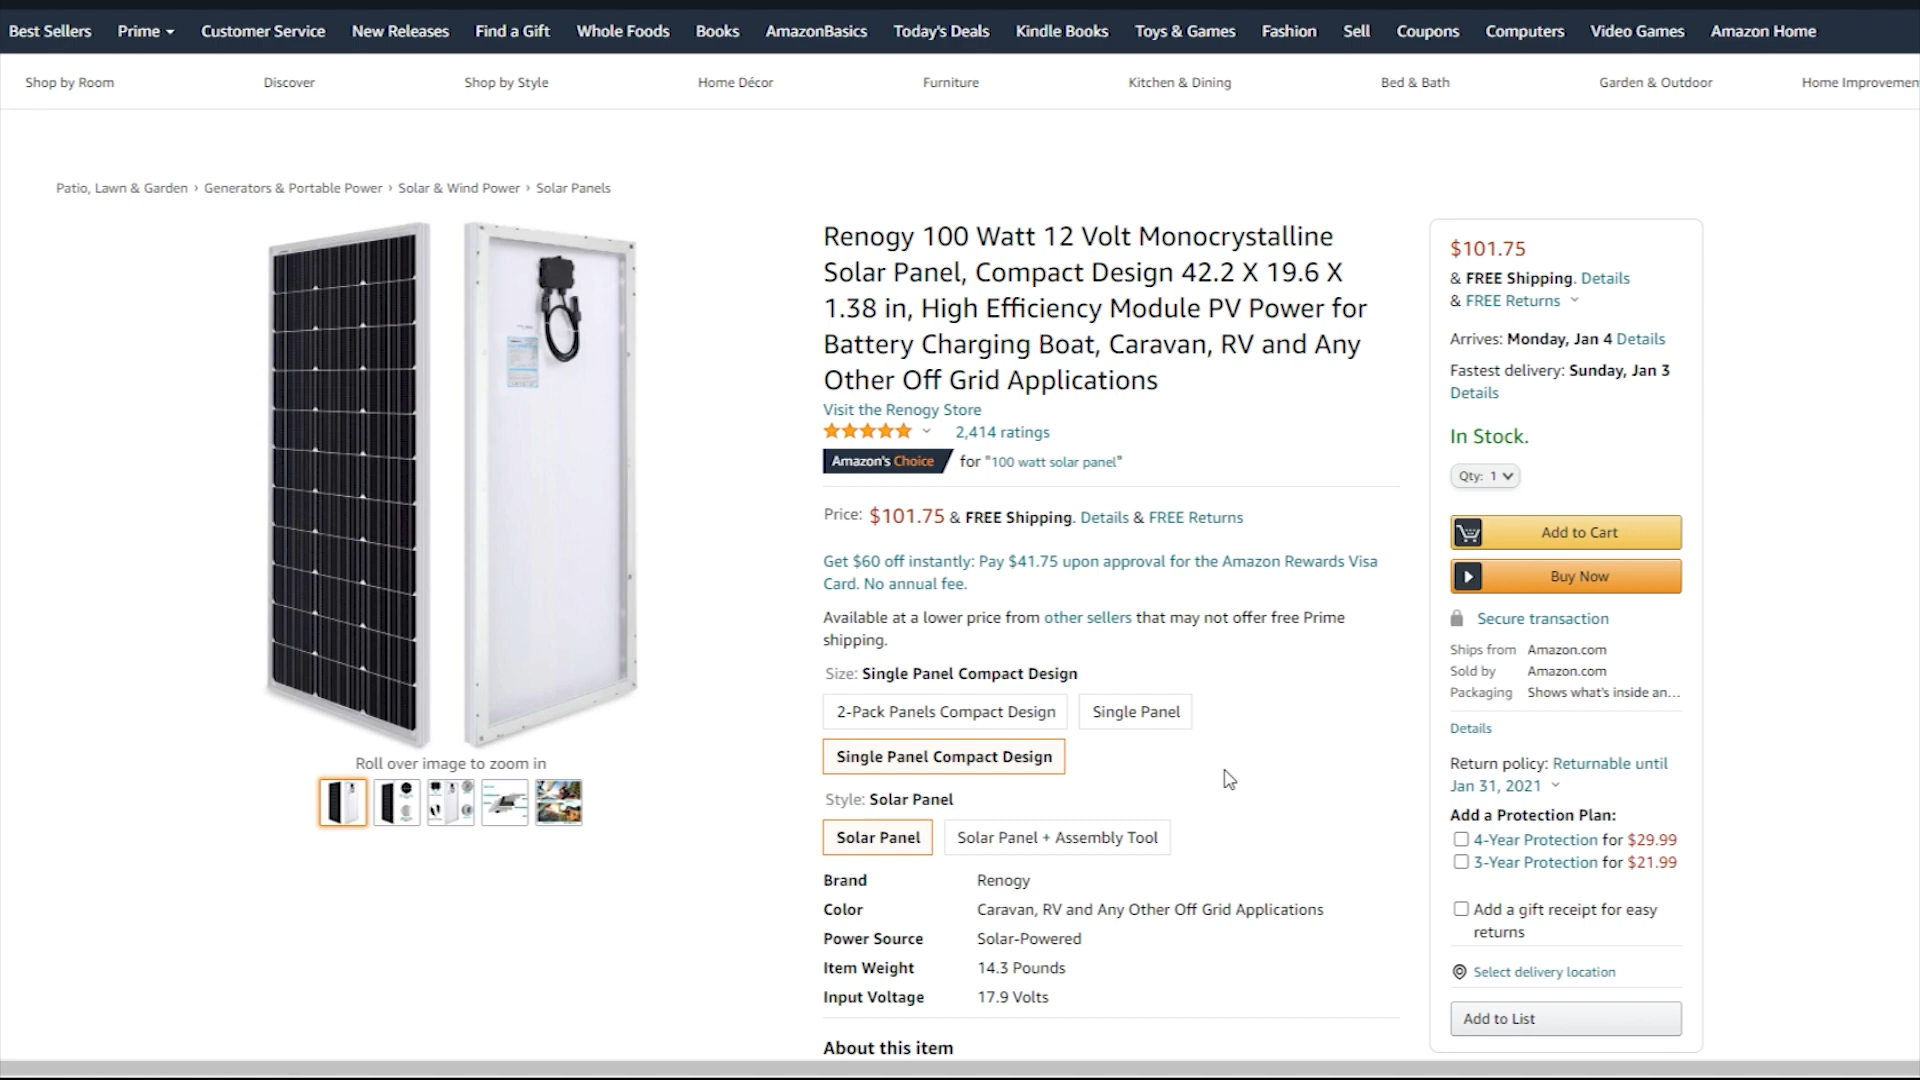 Best Sellers Prime Customer Service New Releases Find a Gift Whole Foods Books AmazonBasics Today's Deals Kindle Books Toys & Games Fashion Sell Coupons Computers Video Games Amazon Home
Shop by Room Discover Shop by Style Home Décor Furniture Kitchen & Dining Bed & Bath Garden & Outdoor Home Improvemen
Patio, Lawn & Garden › Generators & Portable Power › Solar & Wind Power › Solar Panels
Roll over image to zoom in
Renogy 100 Watt 12 Volt Monocrystalline
Solar Panel, Compact Design 42.2 X 19.6 X
1.38 in, High Efficiency Module PV Power for
Battery Charging Boat, Caravan, RV and Any
Other Off Grid Applications
Visit the Renogy Store
2,414 ratings
Amazon's Choice for "100 watt solar panel"
Price: $101.75 & FREE Shipping. Details & FREE Returns
Get $60 off instantly: Pay $41.75 upon approval for the Amazon Rewards Visa
Card. No annual fee.
Available at a lower price from other sellers that may not offer free Prime
shipping.
Size: Single Panel Compact Design
2-Pack Panels Compact Design Single Panel
Single Panel Compact Design
Style: Solar Panel
Solar Panel Solar Panel + Assembly Tool
Brand Renogy
Color Caravan, RV and Any Other Off Grid Applications
Power Source Solar-Powered
Item Weight 14.3 Pounds
Input Voltage 17.9 Volts
About this item
$101.75
& FREE Shipping. Details
& FREE Returns
Arrives: Monday, Jan 4 Details
Fastest delivery: Sunday, Jan 3
Details
In Stock.
Qty: 1
Add to Cart
Buy Now
Secure transaction
Ships from Amazon.com
Sold by Amazon.com
Packaging Shows what's inside an...
Details
Return policy: Returnable until
Jan 31, 2021
Add a Protection Plan:
4-Year Protection for $29.99
3-Year Protection for $21.99
Add a gift receipt for easy
returns
Select delivery location
Add to List